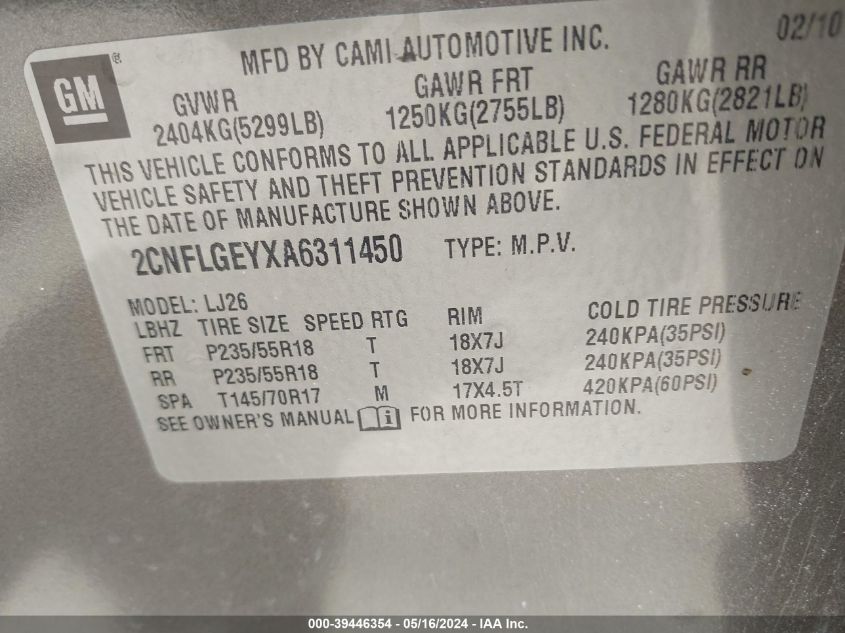 02/10
MFD BY CAMI AUTOMOTIVE INC.
GM ®
GVWR GAWR FRT GAWR RR
2404KG(5299LB) 1250KG(2755LB) 1280KG(2821LB)
THIS VEHICLE CONFORMS TO ALL APPLICABLE U.S. FEDERAL MOTOR
VEHICLE SAFETY AND THEFT PREVENTION STANDARDS IN EFFECT ON
THE DATE OF MANUFACTURE SHOWN ABOVE.
2CNFLGEYXA6311450 TYPE: M.P.V.
MODEL: LJ26
LBHZ TIRE SIZE SPEED RTG RIM COLD TIRE PRESSURE
FRT P235/55R18 T 18X7J 240KPA(35PSI)
RR P235/55R18 T 18X7J 240KPA(35PSI)
SPA T145/70R17 M 17X4.5T 420KPA(60PSI)
SEE OWNER'S MANUAL i FOR MORE INFORMATION.
000-39446354 - 05/16/2024 - IAA Inc.